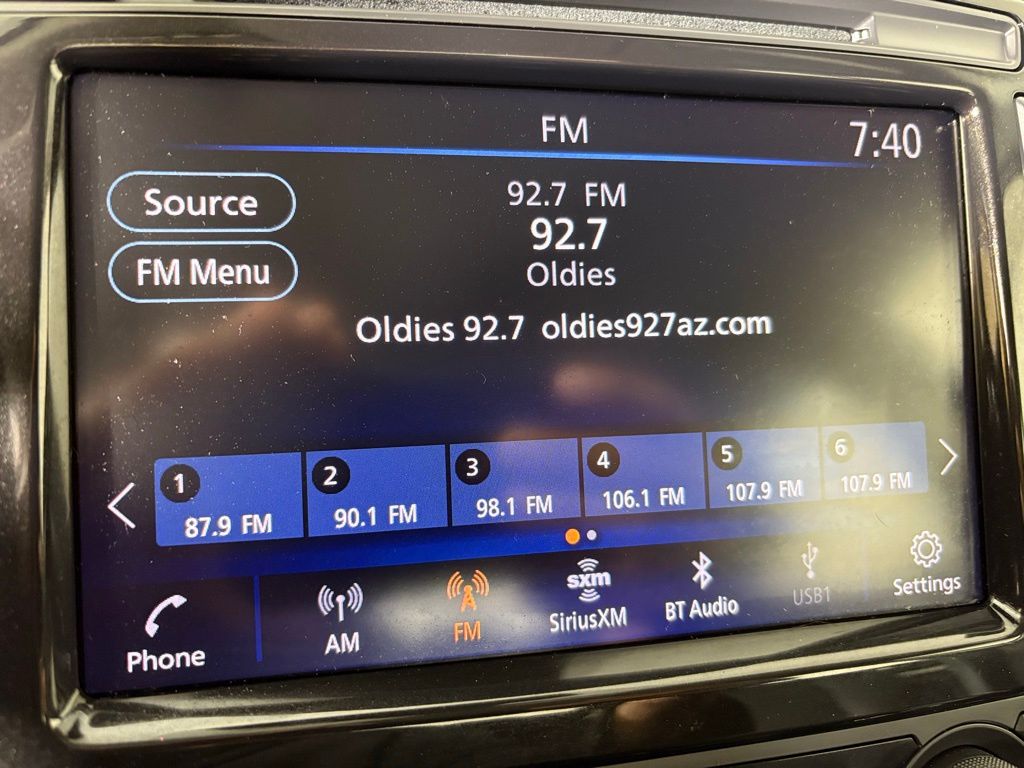 FM
7:40
Source
FM Menu
92.7 FM
92.7
Oldies
Oldies 92.7 oldies927az.com
1
87.9 FM
2
90.1 FM
3
98.1 FM
4
106.1 FM
5
107.9 FM
6
107.9 FM
Phone
AM
FM
sxm
SiriusXM
BT Audio
USB1
Settings